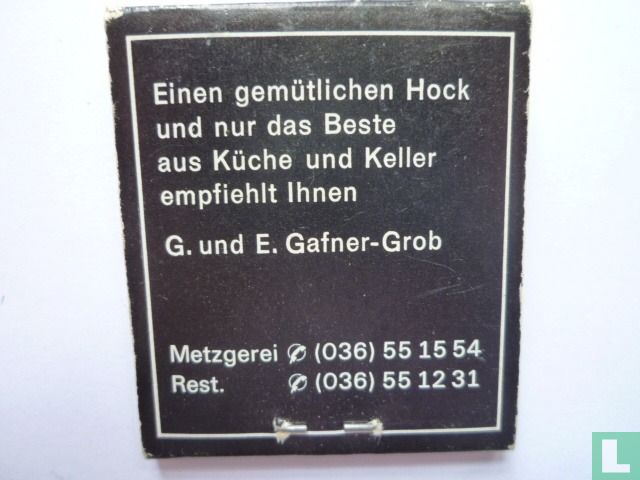 Einen gemütlichen Hock
und nur das Beste
aus Küche und Keller
empfiehlt Ihnen
G. und E. Gafner-Grob
Metzgerei ✆ (036) 55 15 54
Rest. ✆ (036) 55 12 31
L